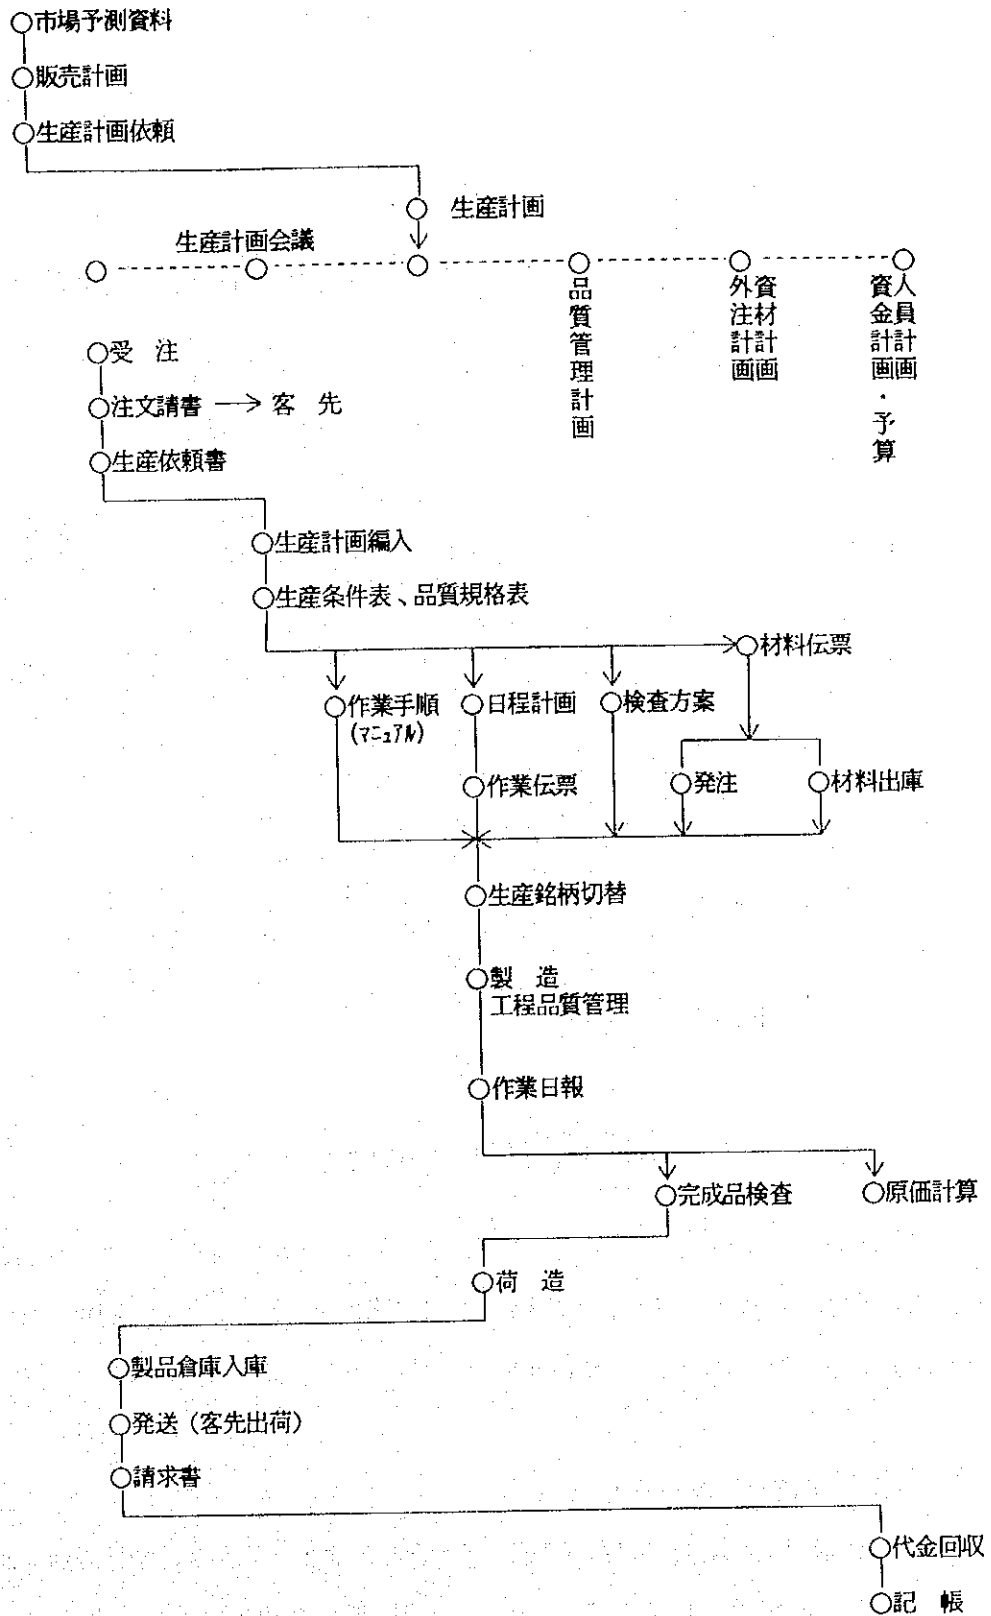 市場予測資料
販売計画
生産計画依頼
生産計画
生産計画会議
品質管理計画
資材計画
外注計画
人員計画
資金計画・予算
受 注
注文請書 → 客 先
生産依頼書
生産計画編入
生産条件表、品質規格表
材料伝票
作業手順
(マニュアル)
日程計画
検査方案
作業伝票
発注
材料出庫
生産銘柄切替
製 造
工程品質管理
作業日報
完成品検査
原価計算
荷 造
製品倉庫入庫
発送(客先出荷)
請求書
代金回収
記 帳